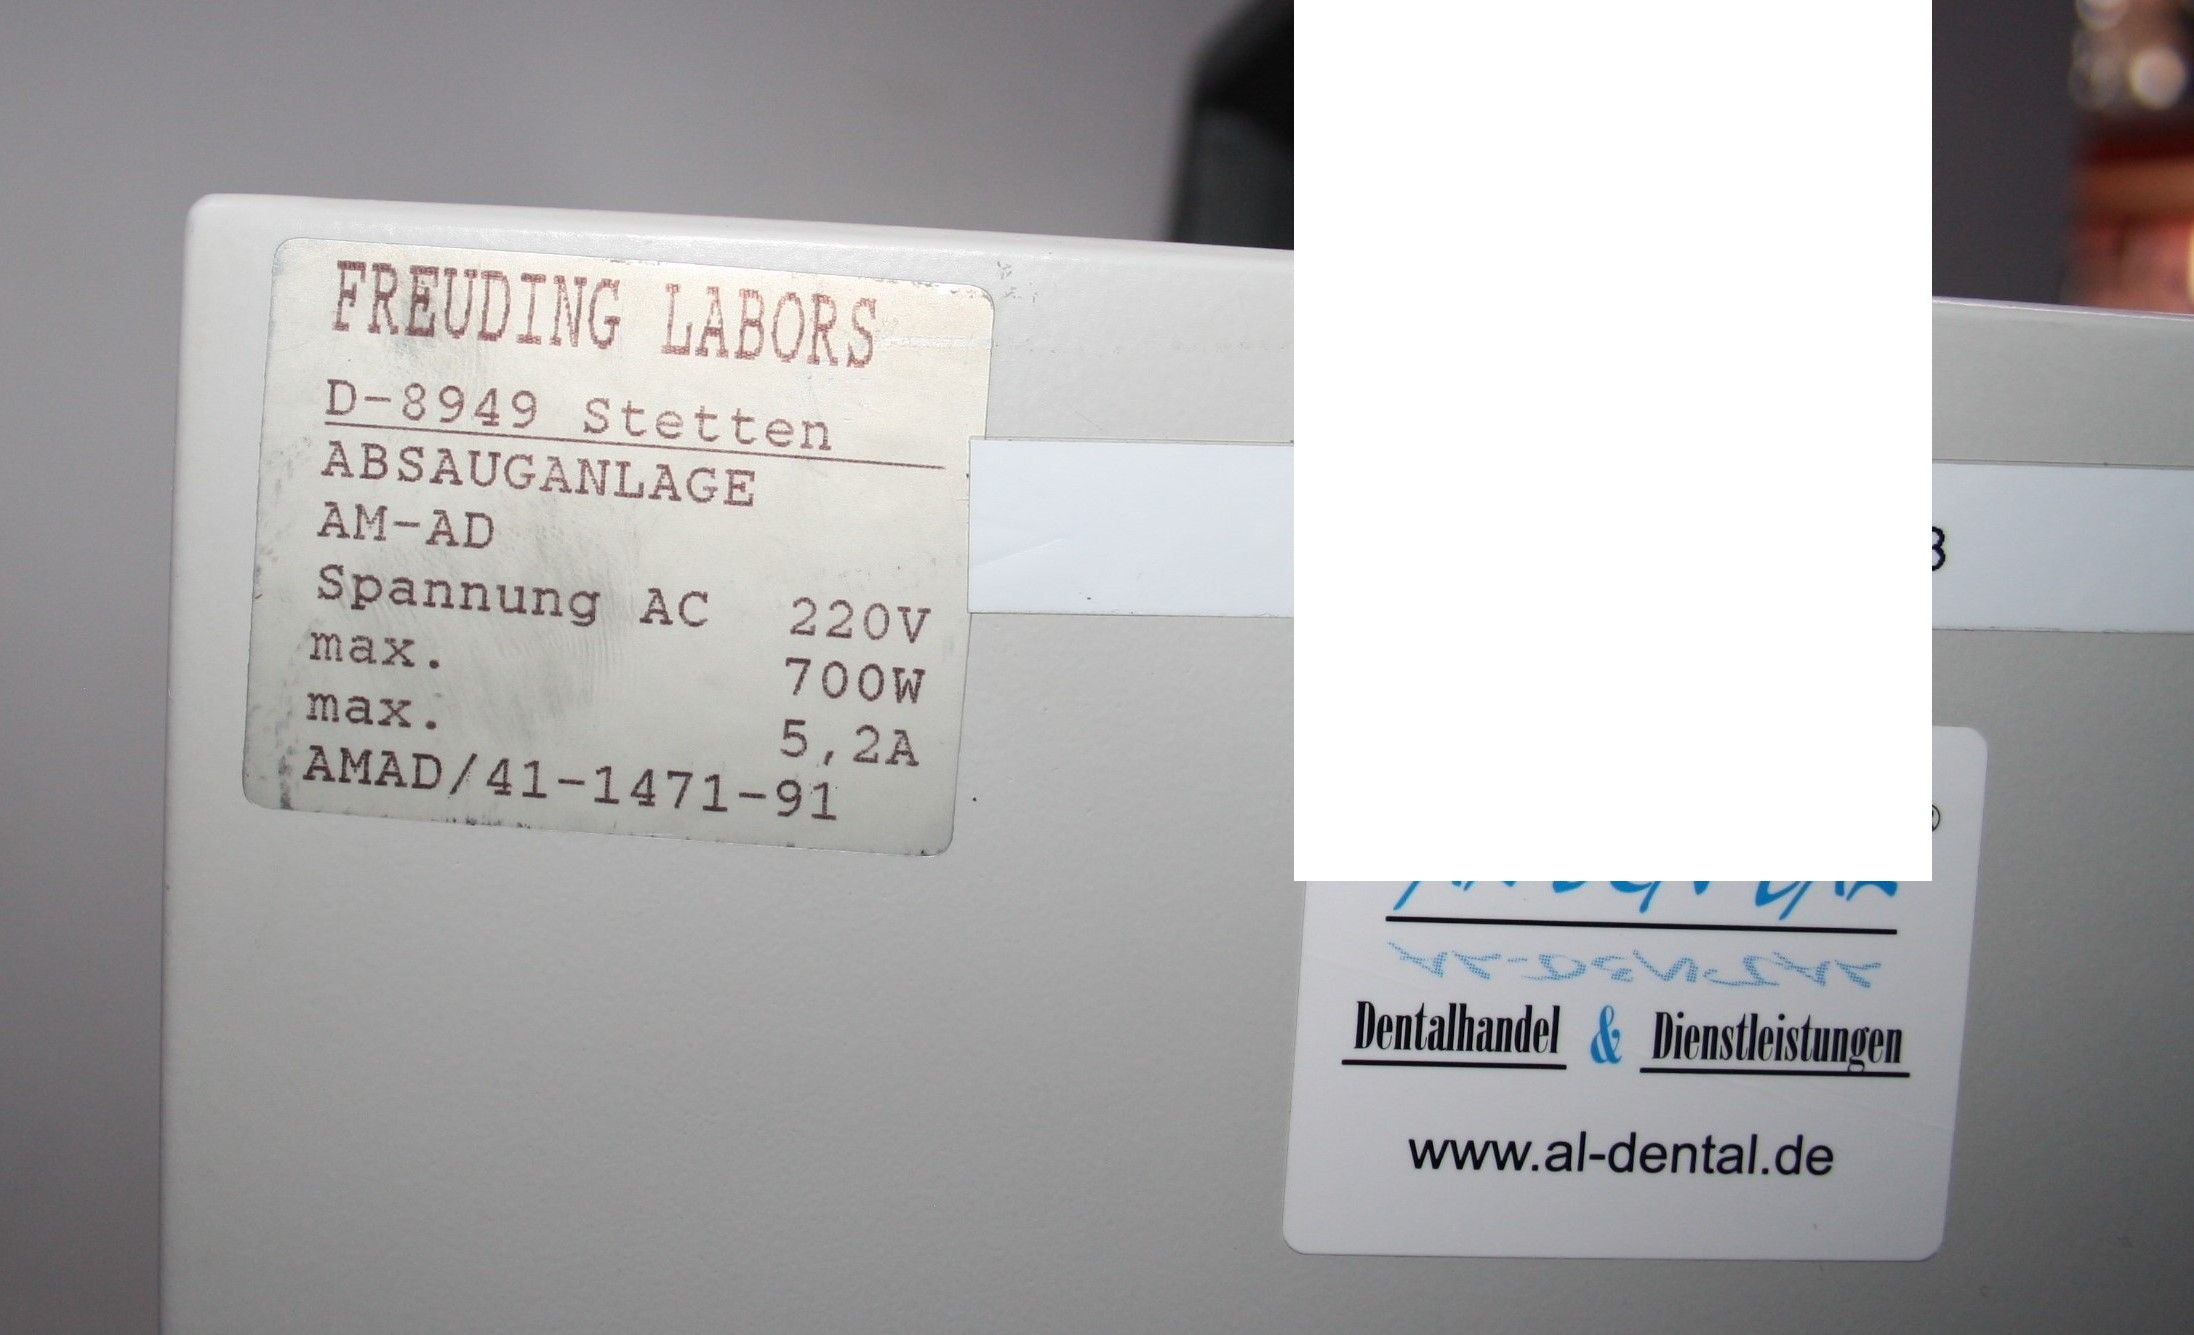 FREUDING LABORS
D-8949 Stetten
ABSAUGANLAGE
AM-AD
Spannung AC 220V
max. 700W
max. 5,2A
AMAD/41-1471-91
Dentalhandel & Dienstleistungen
www.al-dental.de